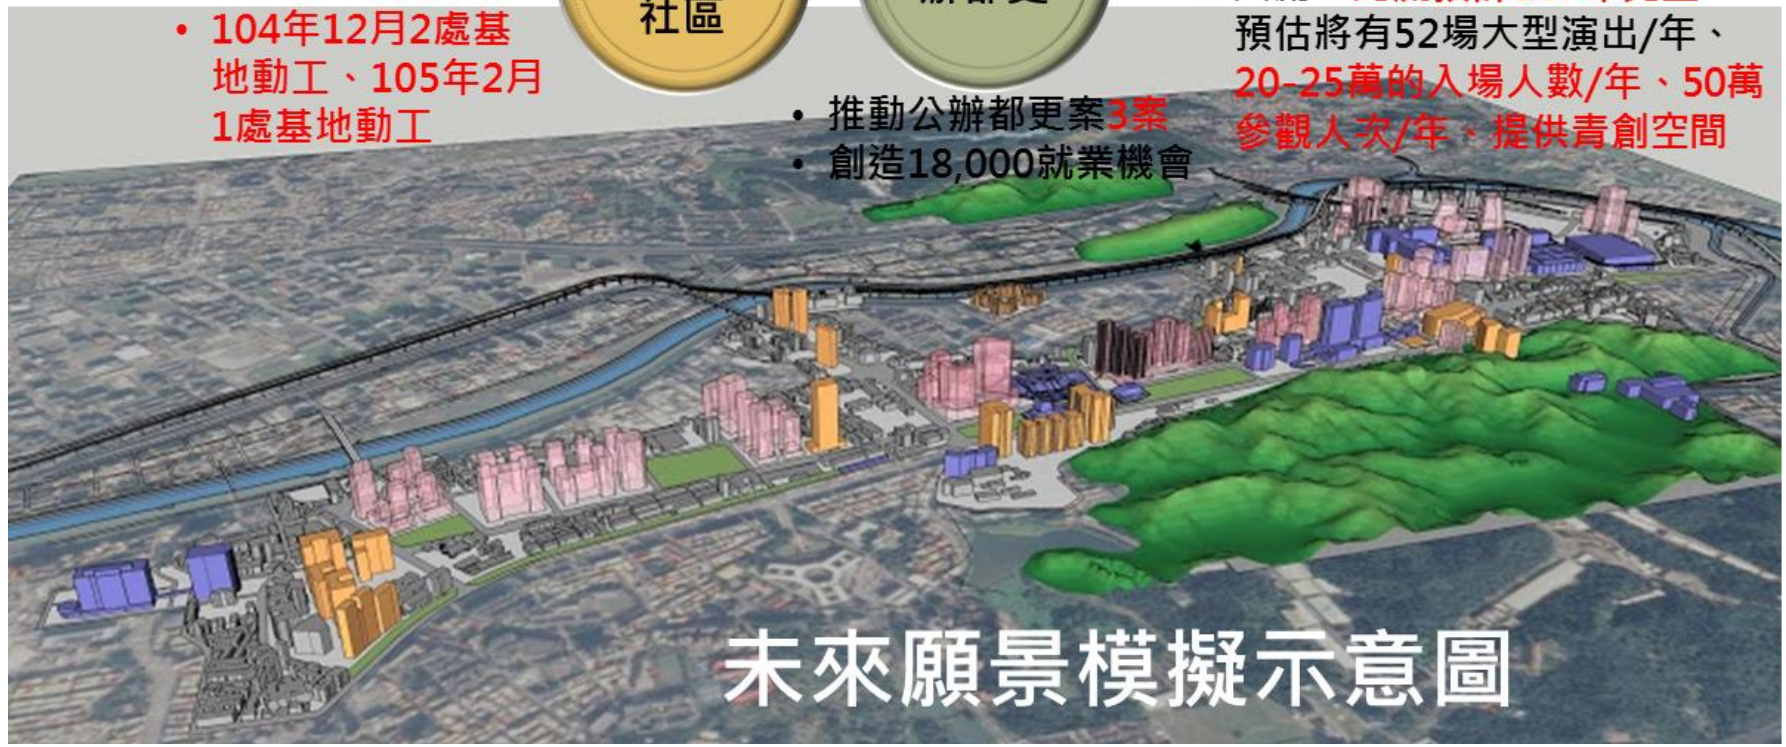 • 104年12月2處基
地動工、105年2月
1處基地動工
社區
• 推動公辦都更案3案
• 創造18,000就業機會
預估將有52場大型演出/年、
20-25萬的入場人數/年、50萬
參觀人次/年、提供青創空間
未來願景模擬示意圖